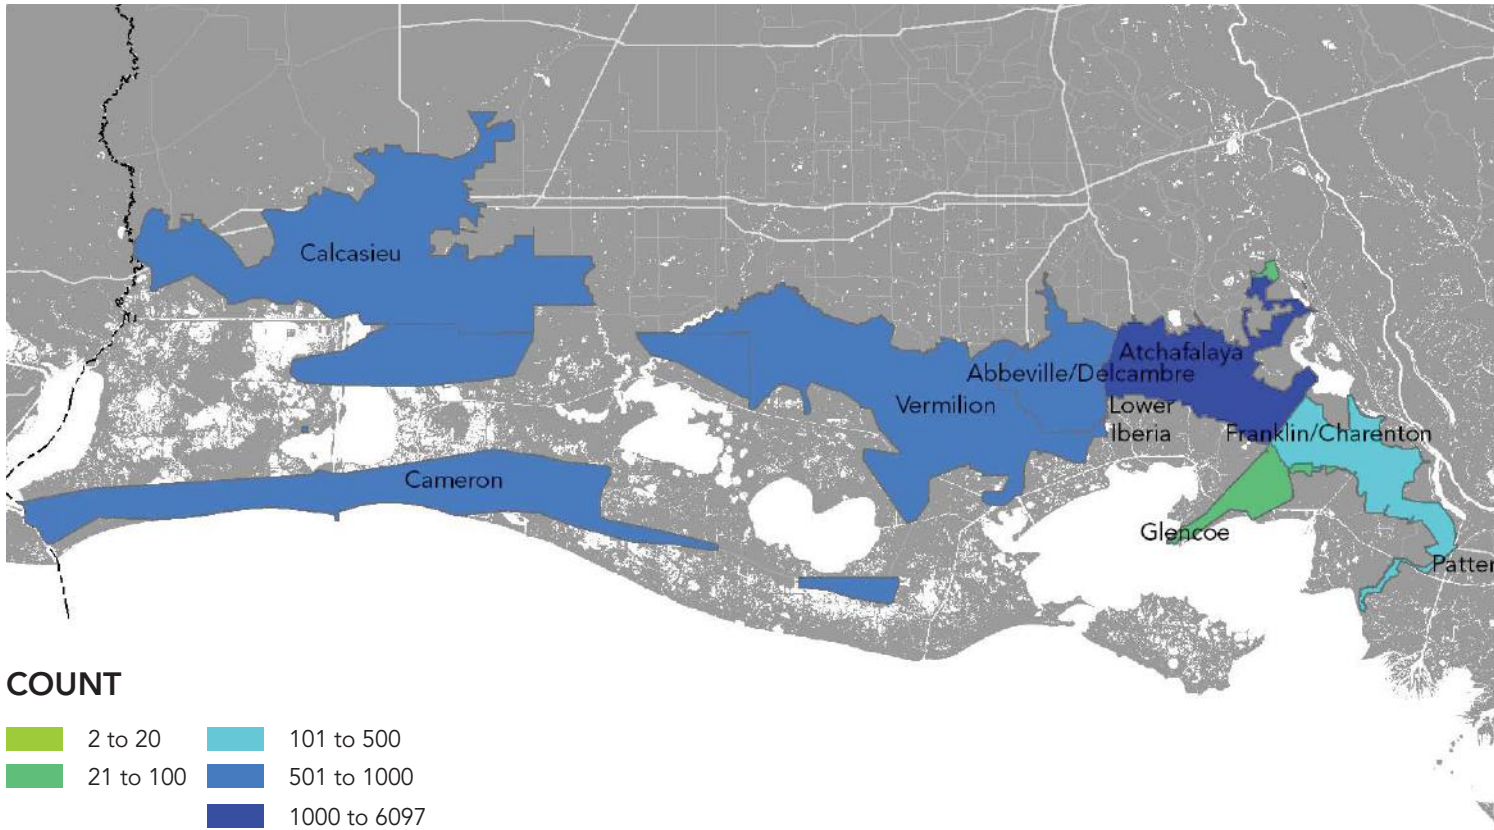 Calcasieu
Atchafalaya
Abbeville/Delcambre
Vermilion
Lower
Iberia
Franklin/Charenton
Cameron
Glencoe
Patter
COUNT
2 to 20
101 to 500
21 to 100
501 to 1000
1000 to 6097